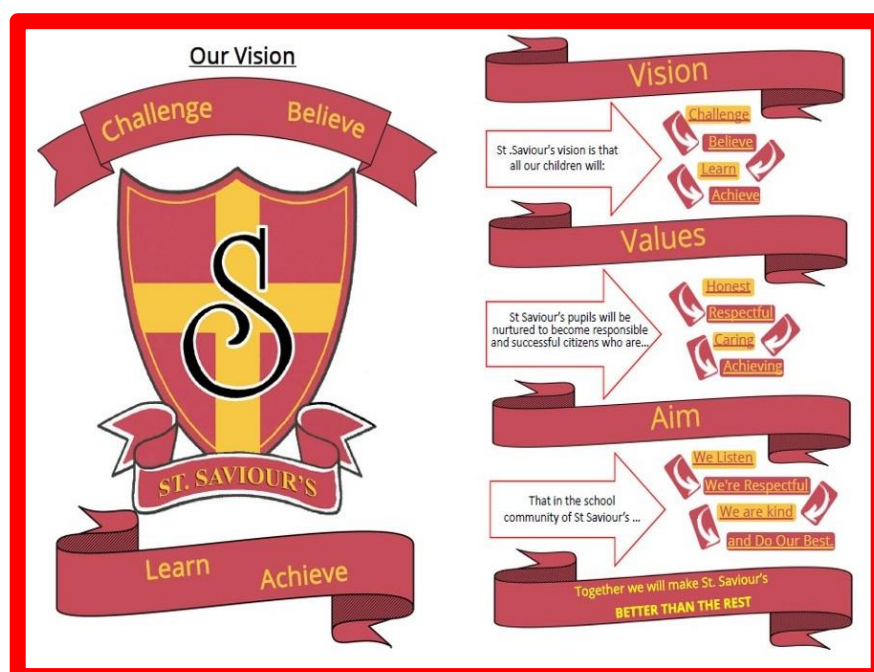 Our Vision
Challenge Believe
S
ST. SAVIOUR'S
Learn Achieve
Vision
St .Saviour's vision is that
all our children will:
Challenge
Believe
Learn
Achieve
Values
St Saviour's pupils will be
nurtured to become responsible
and successful citizens who are...
Honest
Respectful
Caring
Achieving
Aim
That in the school
community of St Saviour's ...
We Listen
We're Respectful
We are kind
and Do Our Best.
Together we will make St. Saviour's
BETTER THAN THE REST